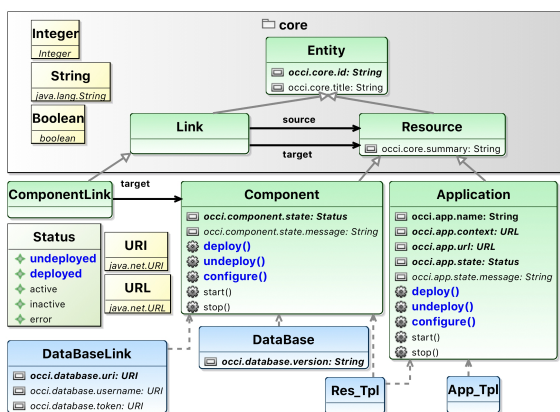 core
Integer
Integer
String
java.lang.String
Boolean
boolean
Entity
occi.core.id: String
occi.core.title: String
Link
source
target
Resource
occi.core.summary: String
ComponentLink
target
Component
occi.component.state: Status
occi.component.state.message: String
deploy()
undeploy()
configure()
start()
stop()
Application
occi.app.name: String
occi.app.context: URL
occi.app.url: URL
occi.app.state: Status
occi.app.state.message: String
deploy()
undeploy()
configure()
start()
stop()
Status
undeployed
deployed
active
inactive
error
URI
java.net.URI
URL
java.net.URL
DataBaseLink
occi.database.uri: URI
occi.database.username: URI
occi.database.token: URI
DataBase
occi.database.version: String
Res_Tpl
App_Tpl